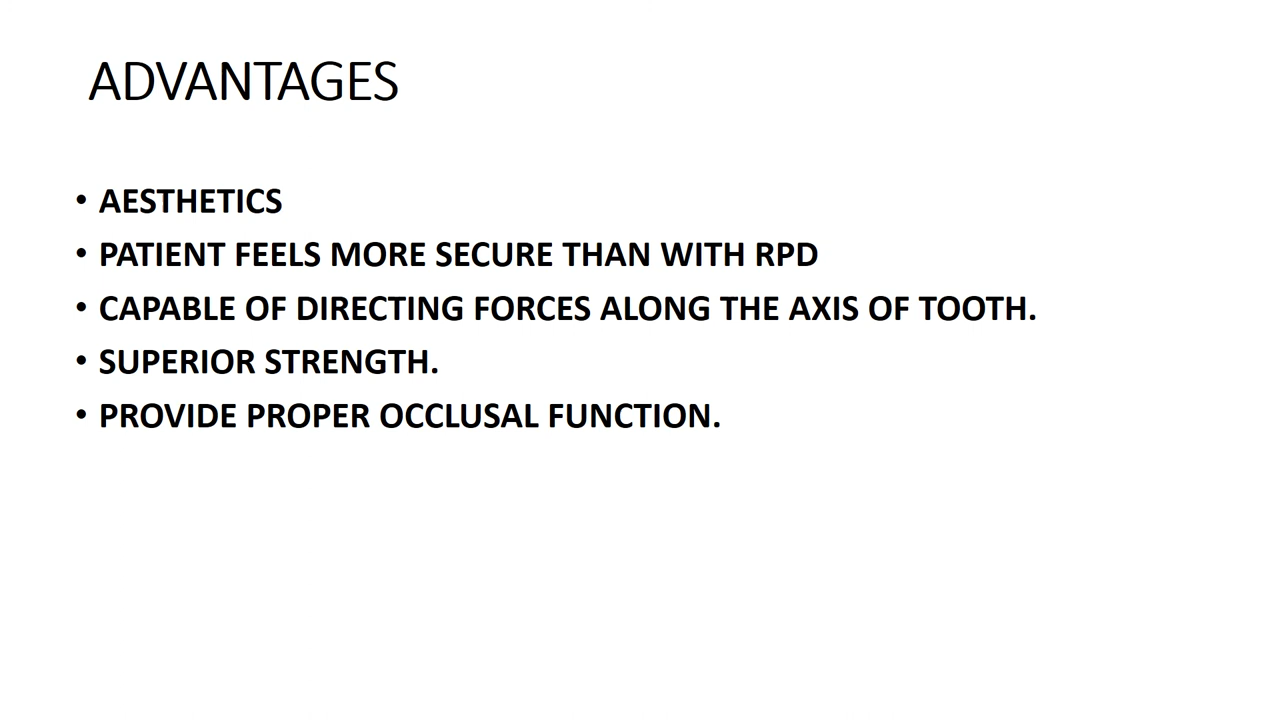 ADVANTAGES
• AESTHETICS
• PATIENT FEELS MORE SECURE THAN WITH RPD
• CAPABLE OF DIRECTING FORCES ALONG THE AXIS OF TOOTH.
• SUPERIOR STRENGTH.
• PROVIDE PROPER OCCLUSAL FUNCTION.